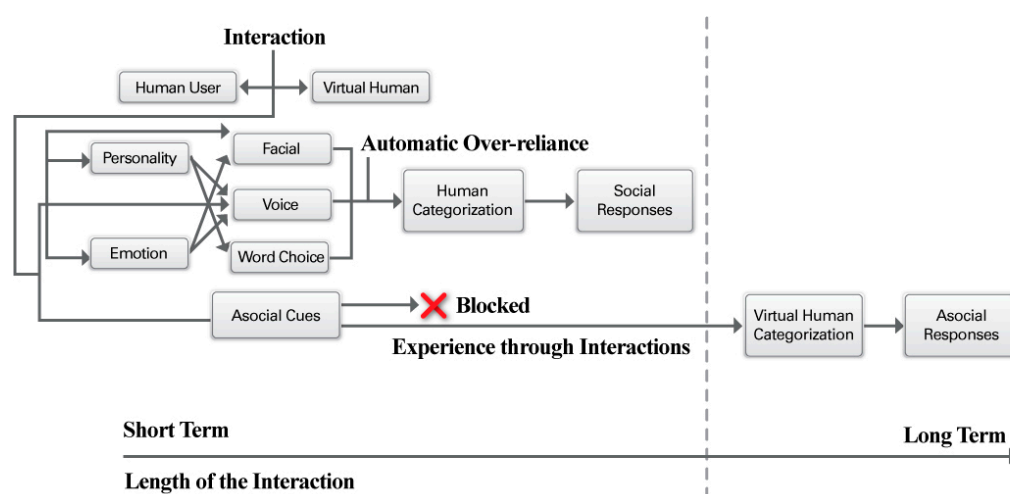 Interaction
Human User
Virtual Human
Personality
Facial
Automatic Over-reliance
Voice
Human
Categorization
Social
Responses
Emotion
Word Choice
Asocial Cues
Blocked
Experience through Interactions
Virtual Human
Categorization
Asocial
Responses
Short Term
Long Term
Length of the Interaction